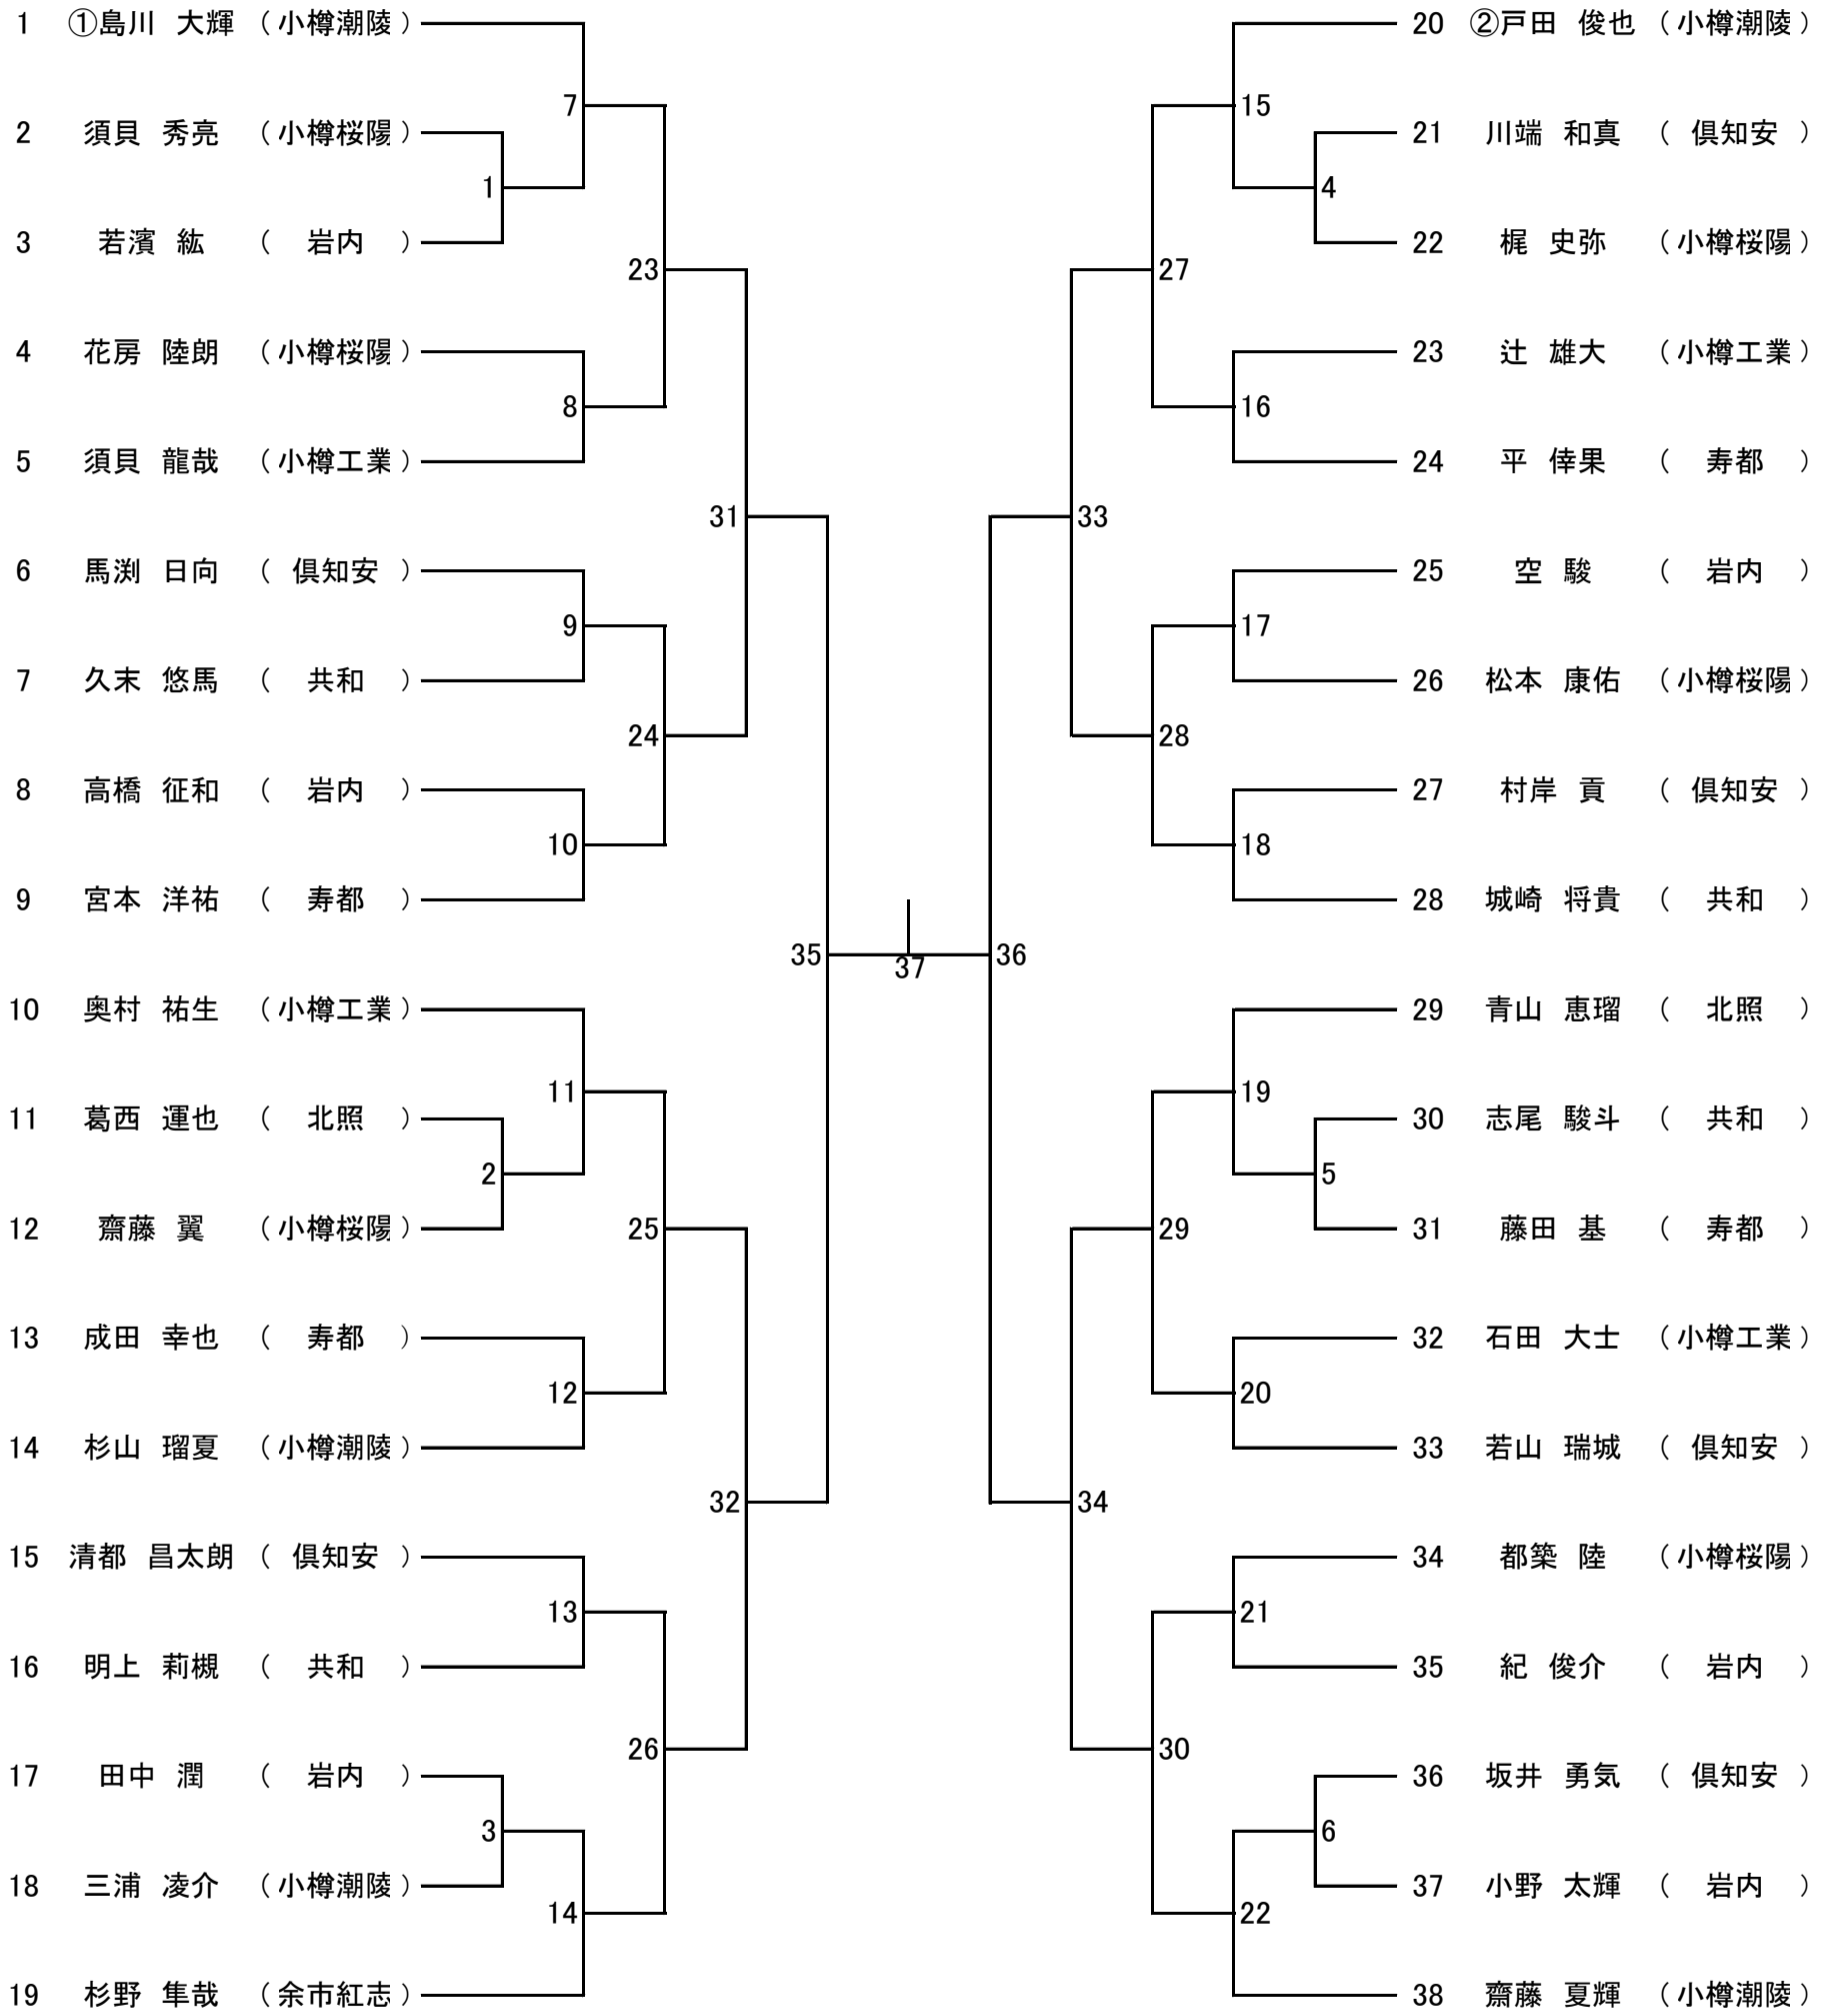 1 ①島川 大輝 （小樽潮陵）
2 須貝 秀亮 （小樽桜陽）
3 若濱 紘 （ 岩内 ）
4 花房 陸朗 （小樽桜陽）
5 須貝 龍哉 （小樽工業）
6 馬渕 日向 （ 倶知安 ）
7 久末 悠馬 （ 共和 ）
8 高橋 征和 （ 岩内 ）
9 宮本 洋祐 （ 寿都 ）
10 奥村 祐生 （小樽工業）
11 葛西 運也 （ 北照 ）
12 齋藤 翼 （小樽桜陽）
13 成田 幸也 （ 寿都 ）
14 杉山 瑠夏 （小樽潮陵）
15 清都 昌太朗 （ 倶知安 ）
16 明上 莉槻 （ 共和 ）
17 田中 潤 （ 岩内 ）
18 三浦 凌介 （小樽潮陵）
19 杉野 隼哉 （余市紅志）
1
2
3
7
8
9
10
11
12
13
14
23
24
25
26
31
32
35
37
36
33
34
27
28
29
30
15
16
17
18
19
20
21
22
4
5
6
20 ②戸田 俊也 （小樽潮陵）
21 川端 和真 （ 倶知安 ）
22 梶 史弥 （小樽桜陽）
23 辻 雄大 （小樽工業）
24 平 倖果 （ 寿都 ）
25 空 駿 （ 岩内 ）
26 松本 康佑 （小樽桜陽）
27 村岸 貢 （ 倶知安 ）
28 城崎 将貴 （ 共和 ）
29 青山 恵瑠 （ 北照 ）
30 志尾 駿斗 （ 共和 ）
31 藤田 基 （ 寿都 ）
32 石田 大士 （小樽工業）
33 若山 瑞城 （ 倶知安 ）
34 都築 陸 （小樽桜陽）
35 紀 俊介 （ 岩内 ）
36 坂井 勇気 （ 倶知安 ）
37 小野 太輝 （ 岩内 ）
38 齋藤 夏輝 （小樽潮陵）